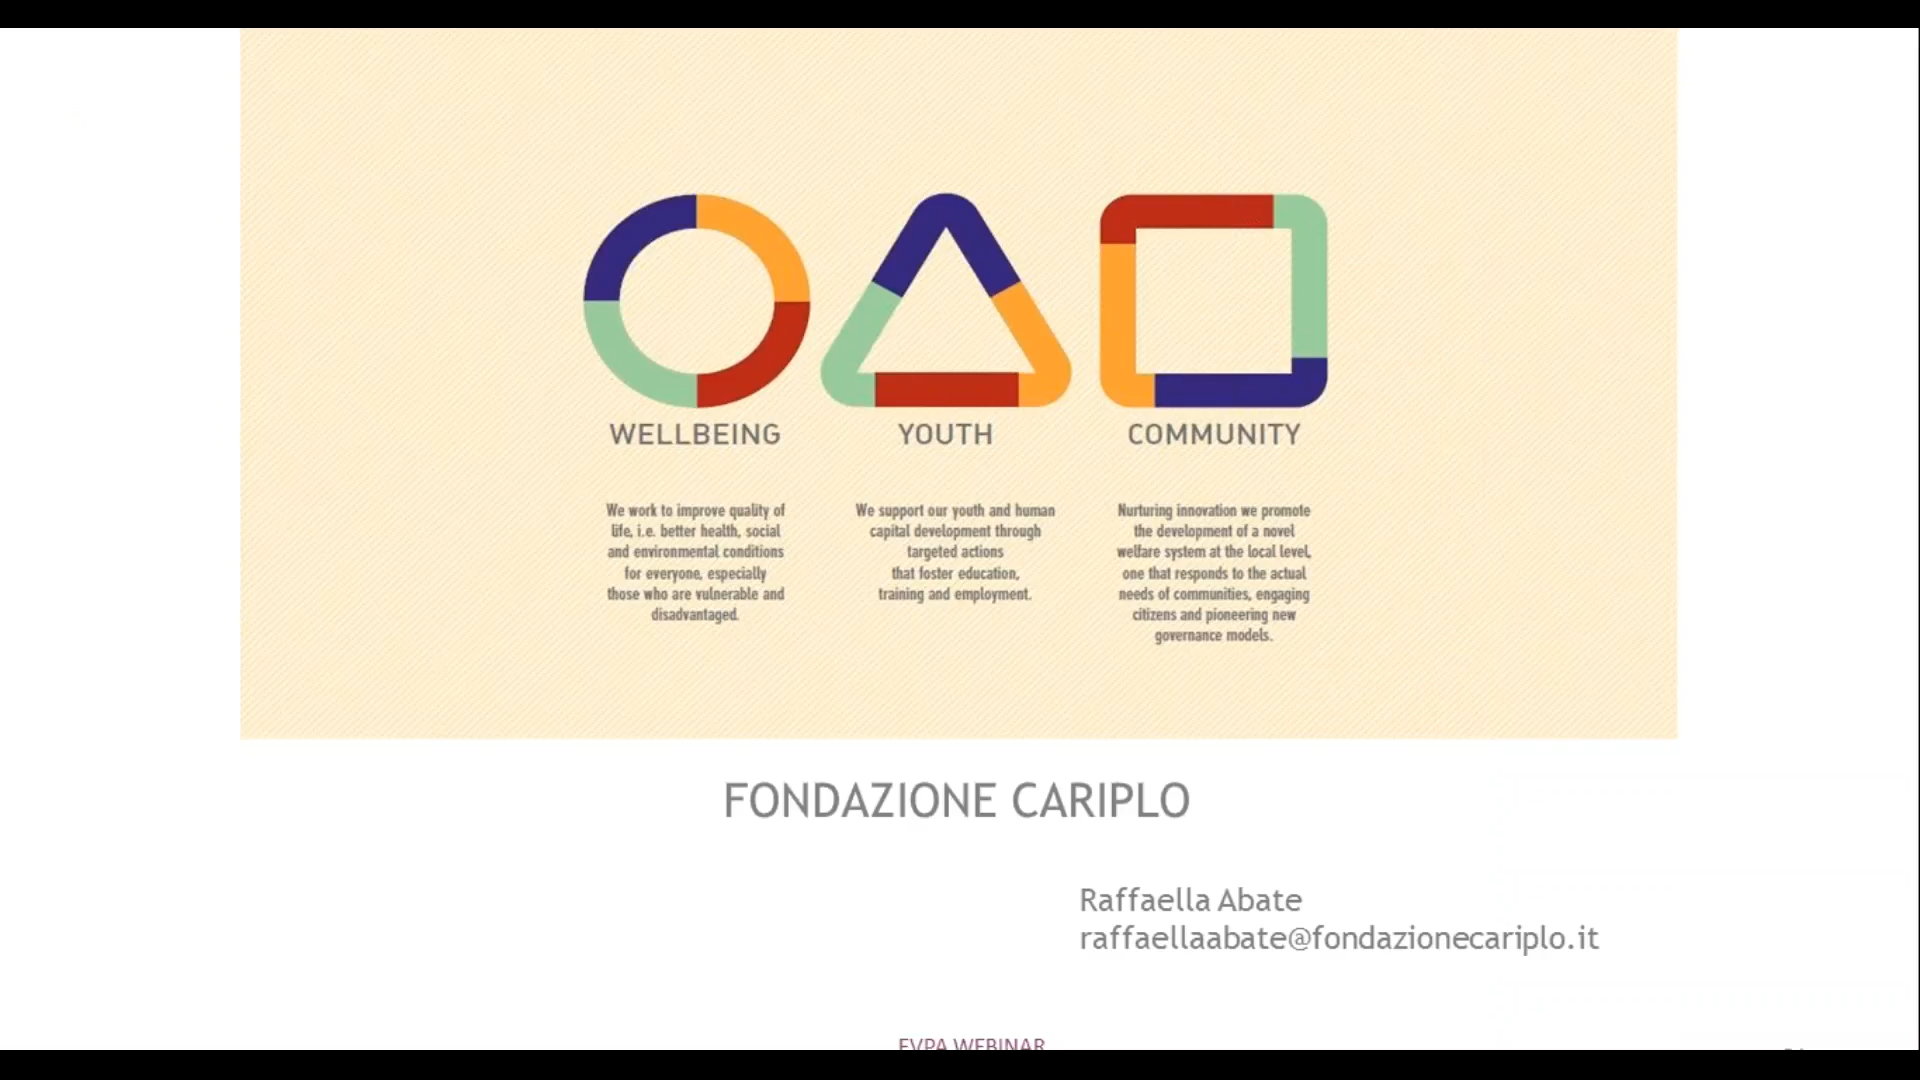 WELLBEING
We work to improve quality of
life, i.e. better health, social
and environmental conditions
for everyone, especially
those who are vulnerable and
disadvantaged.
YOUTH
We support our youth and human
capital development through
targeted actions
that foster education,
training and employment.
COMMUNITY
Nurturing innovation we promote
the development of a novel
welfare system at the local level,
one that responds to the actual
needs of communities, engaging
citizens and pioneering new
governance models.
FONDAZIONE CARIPLO
Raffaella Abate
raffaellaabate@fondazionecariplo.it
EVPA WEBINAR